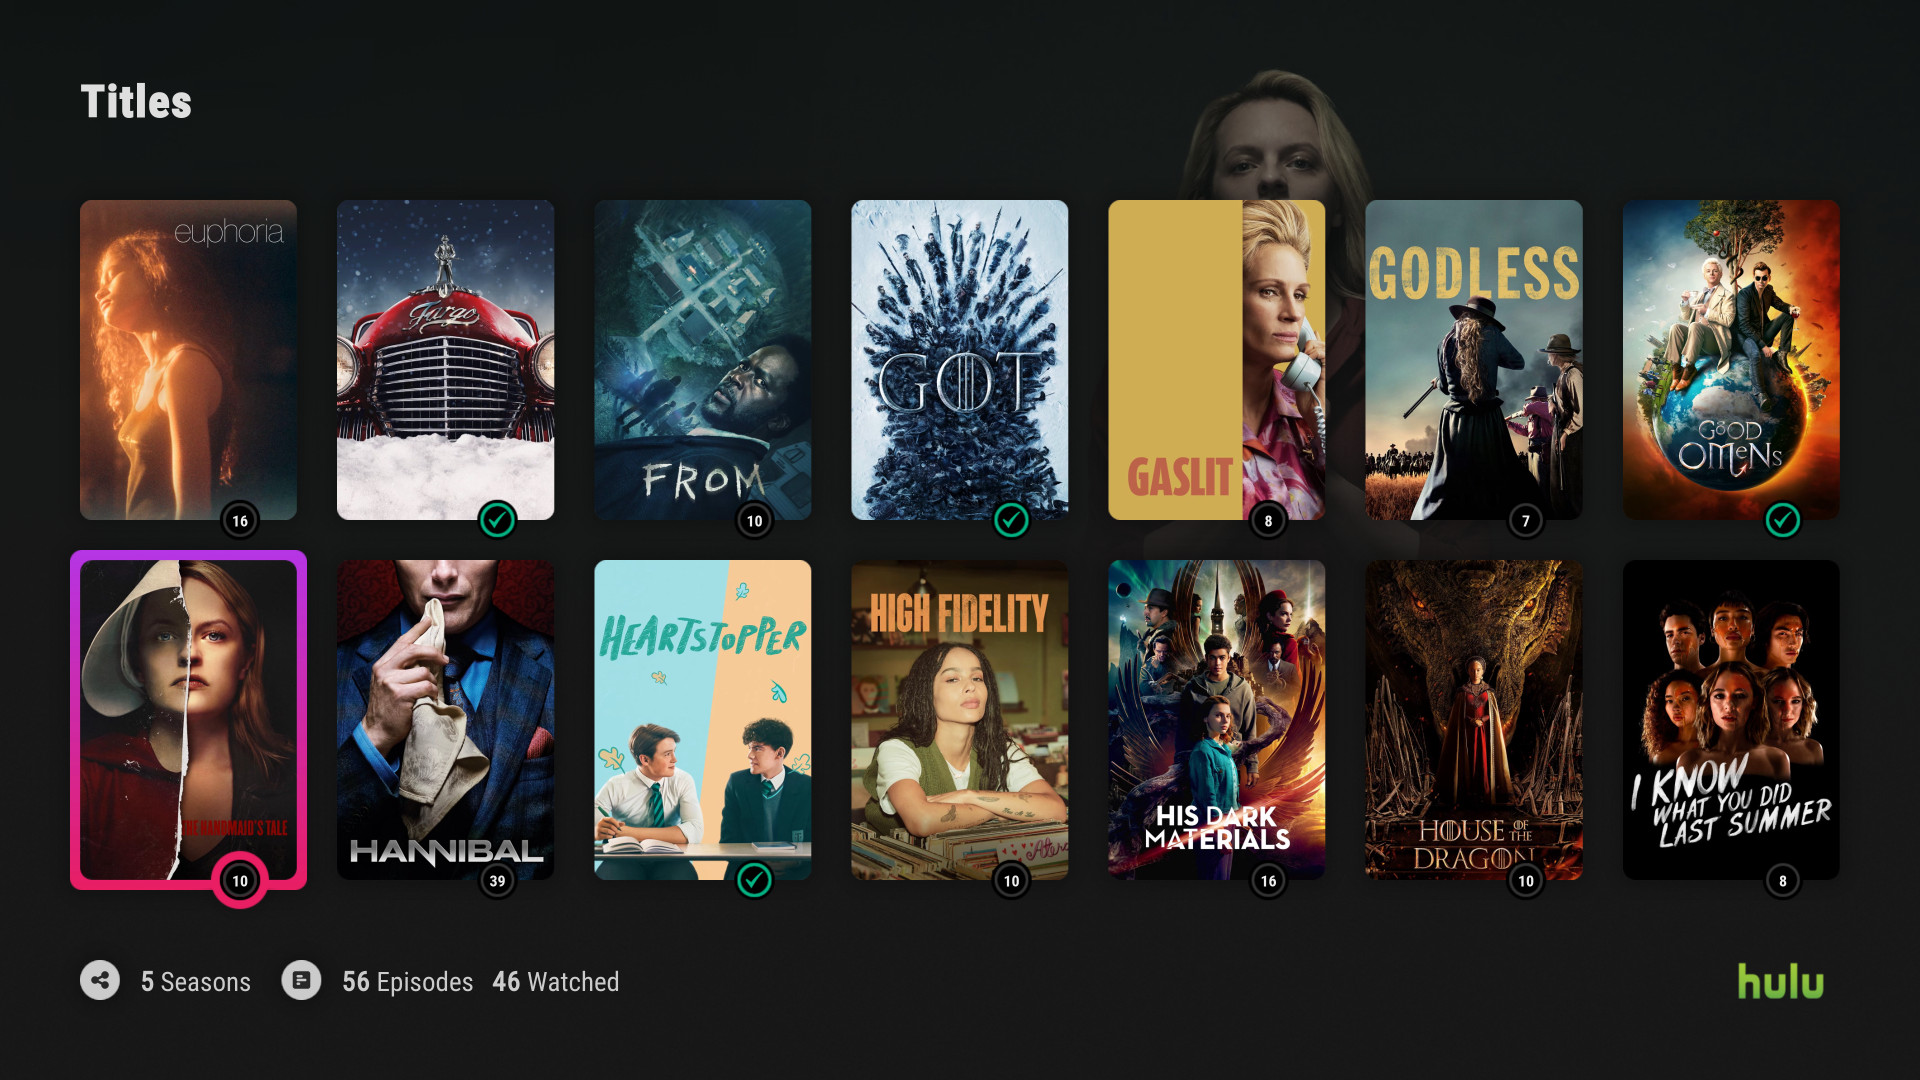 Titles
euphoria
Fargo
FROM
GOT
GASLIT
GODLESS
GOOD
OMENS
16
10
8
7
THE HANDMAID'S TALE
HANNIBAL
HEARTSTOPPER
HIGH FIDELITY
HIS DARK
MATERIALS
HOUSE OF THE
DRAGON
I KNOW
WHAT YOU DID
LAST SUMMER
10
39
10
16
10
8
5 Seasons
56 Episodes 46 Watched
hulu